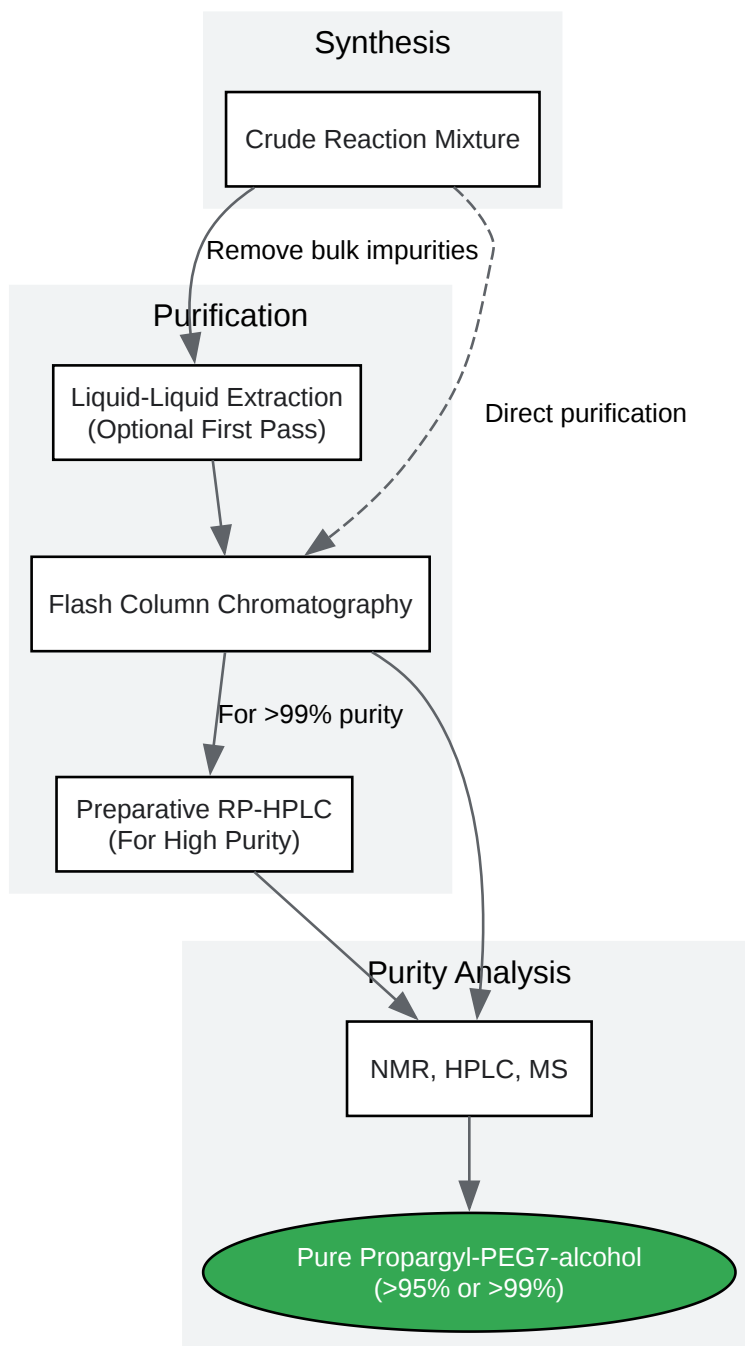 Synthesis
Crude Reaction Mixture
Remove bulk impurities
Purification
Liquid-Liquid Extraction
(Optional First Pass)
Direct purification
Flash Column Chromatography
For >99% purity
Preparative RP-HPLC
(For High Purity)
Purity Analysis
NMR, HPLC, MS
Pure Propargyl-PEG7-alcohol
(>95% or >99%)